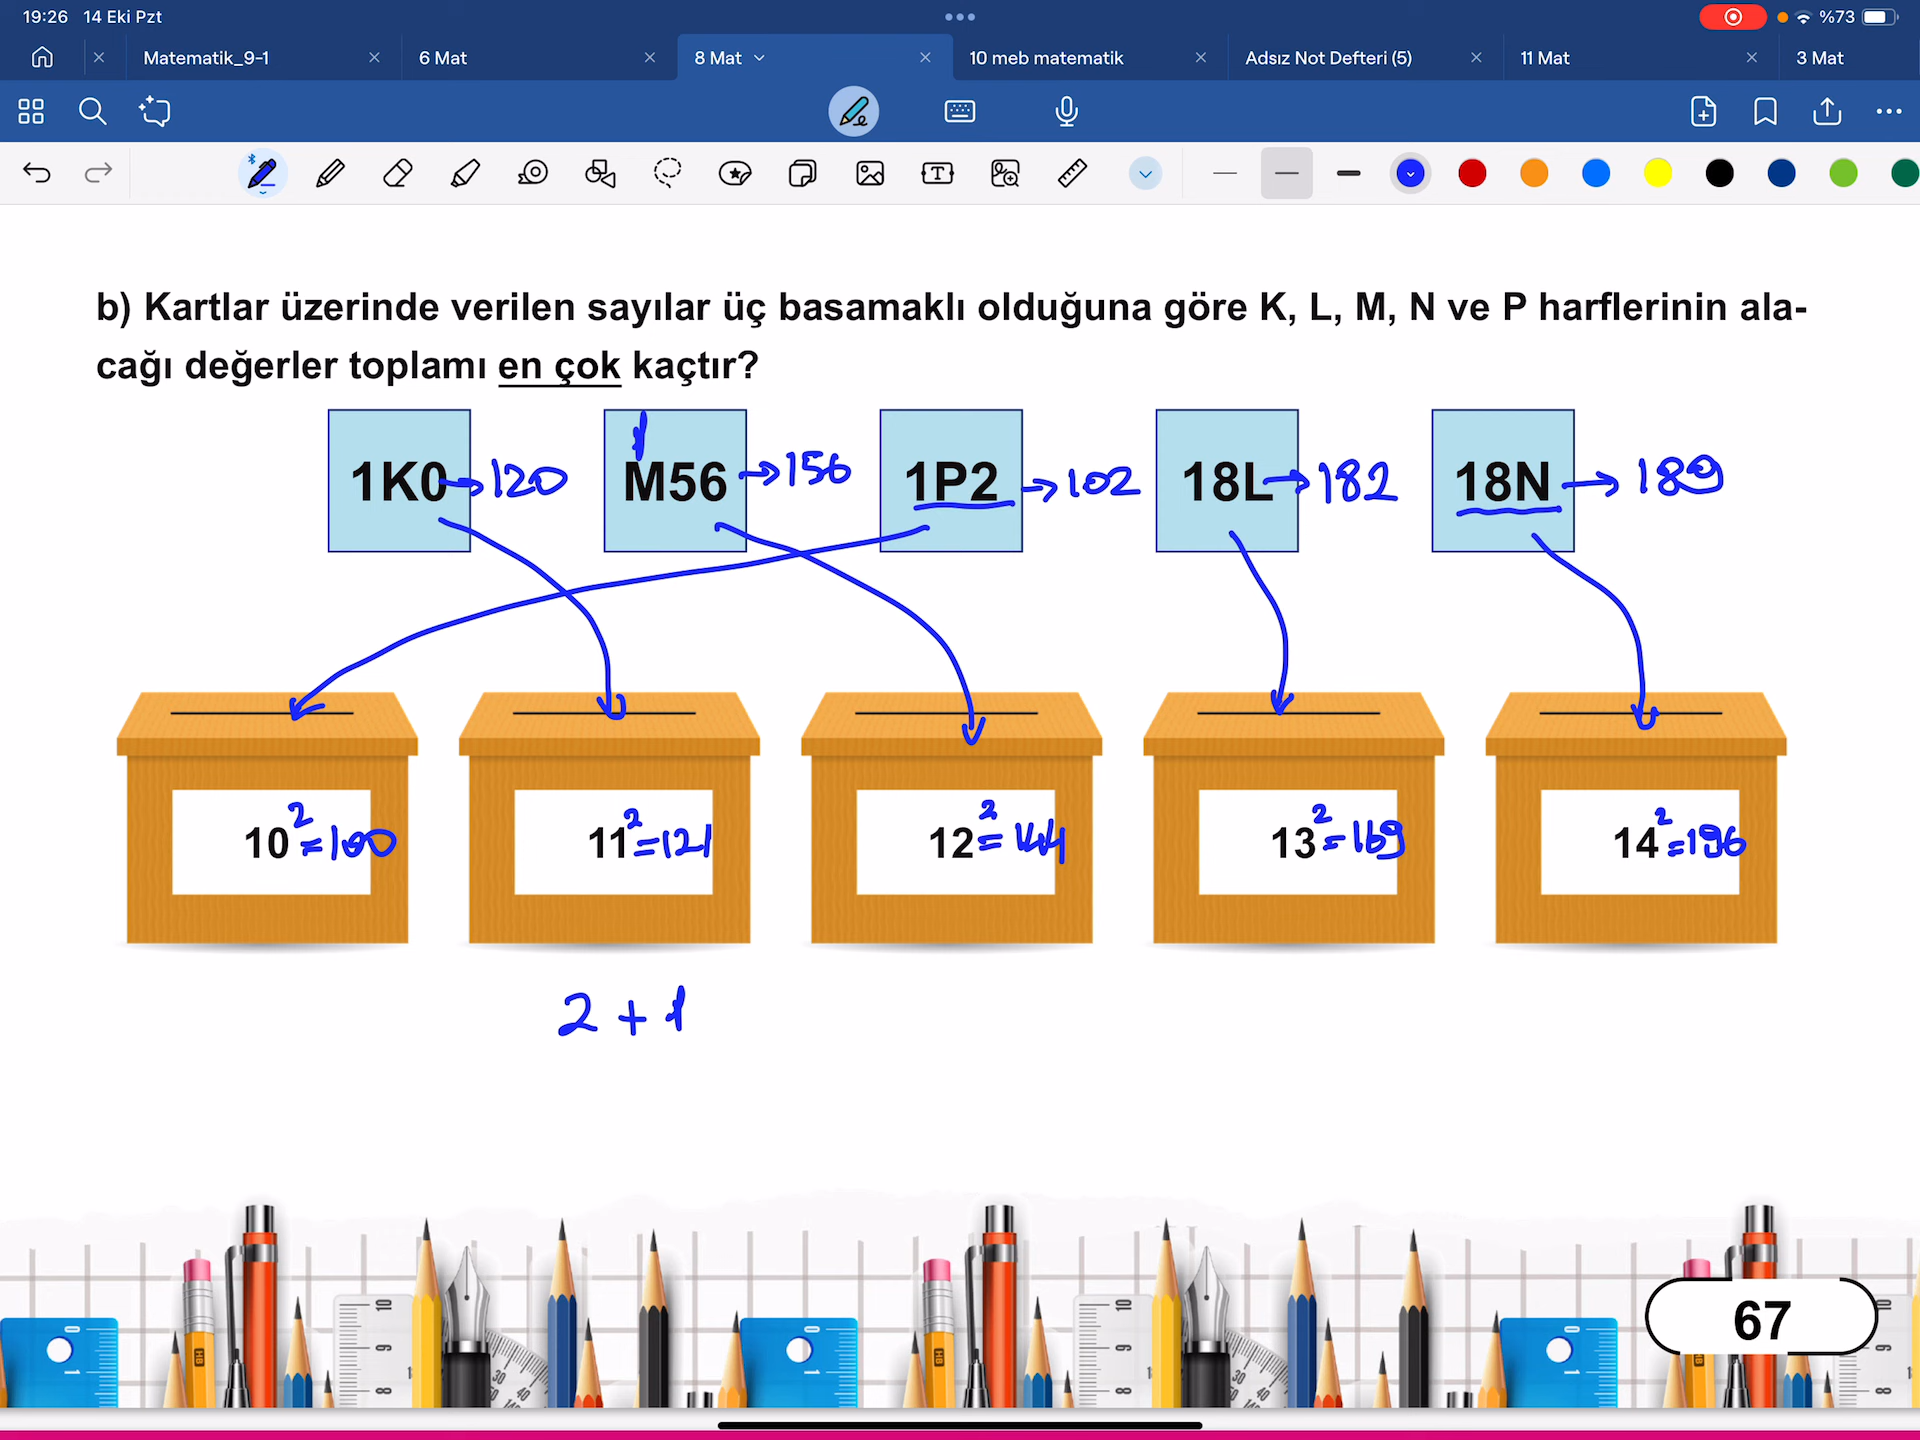 19:26 14 Eki Pzt
%73
Matematik_9-1
6 Mat
8 Mat
10 meb matematik
Adsız Not Defteri (5)
11 Mat
3 Mat
b) Kartlar üzerinde verilen sayılar üç basamaklı olduğuna göre K, L, M, N ve P harflerinin ala-
cağı değerler toplamı en çok kaçtır?
1
1K0 →120 M56 →156 1P2 →102 18L →182 18N →189
10²=100 11²=121 12²=144 13²=169 14²=196
2 + 1
67